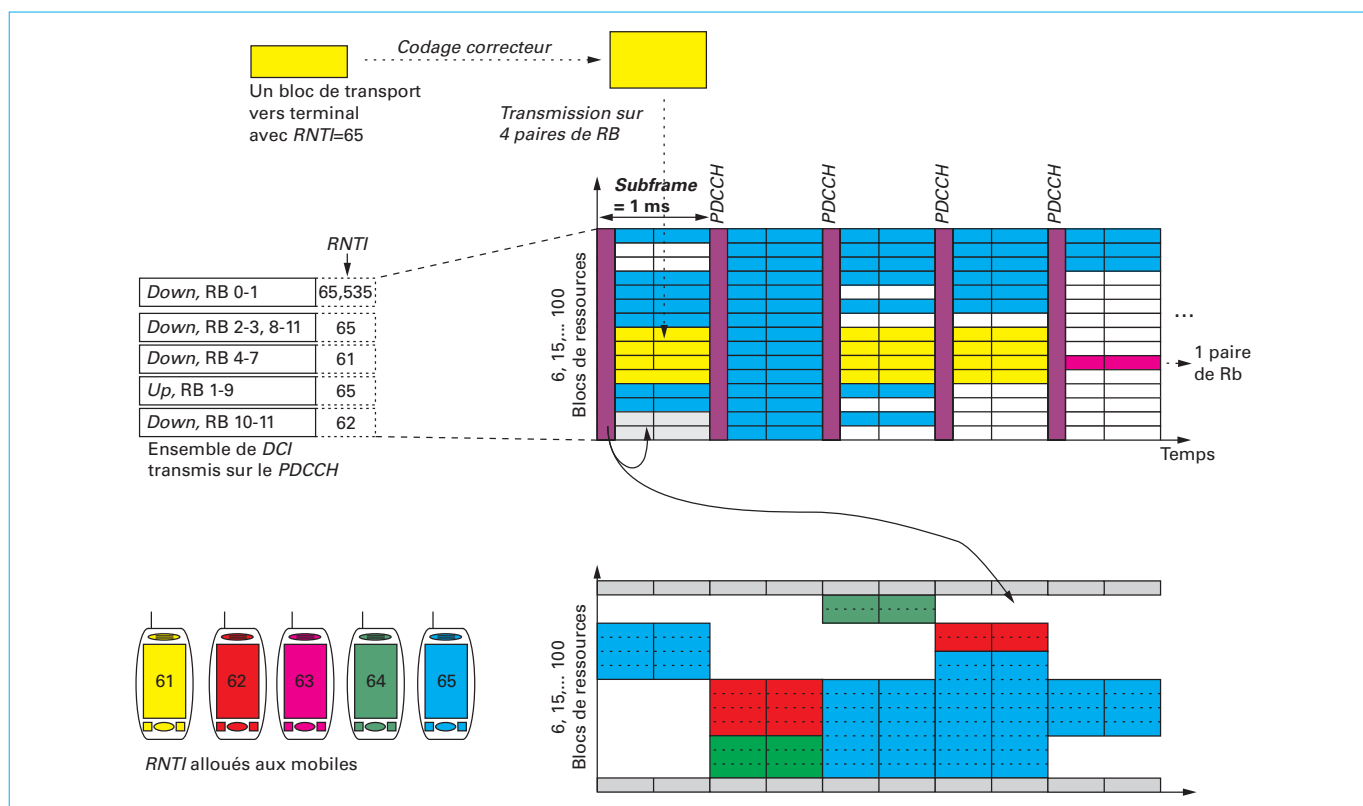 Codage correcteur
Un bloc de transport
vers terminal
avec RNTI=65
Transmission sur
4 paires de RB
Subframe
= 1 ms
PDCCH
PDCCH
PDCCH
PDCCH
RNTI
Down, RB 0-1 65,535
Down, RB 2-3, 8-11 65
Down, RB 4-7 61
Up, RB 1-9 65
Down, RB 10-11 62
Ensemble de DCI
transmis sur le PDCCH
6, 15,... 100
Blocs de ressources
...
1 paire
de Rb
Temps
61 62 63 64 65
RNTI alloués aux mobiles
6, 15,... 100
Blocs de ressources